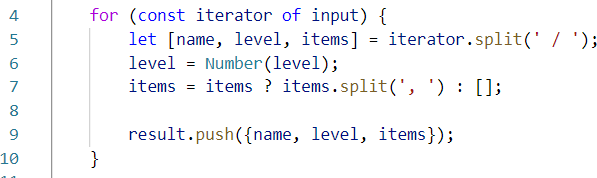 4 for (const iterator of input) {
5 let [name, level, items] = iterator.split(' / ');
6 level = Number(level);
7 items = items ? items.split(', ') : [];
8
9 result.push({name, level, items});
10 }